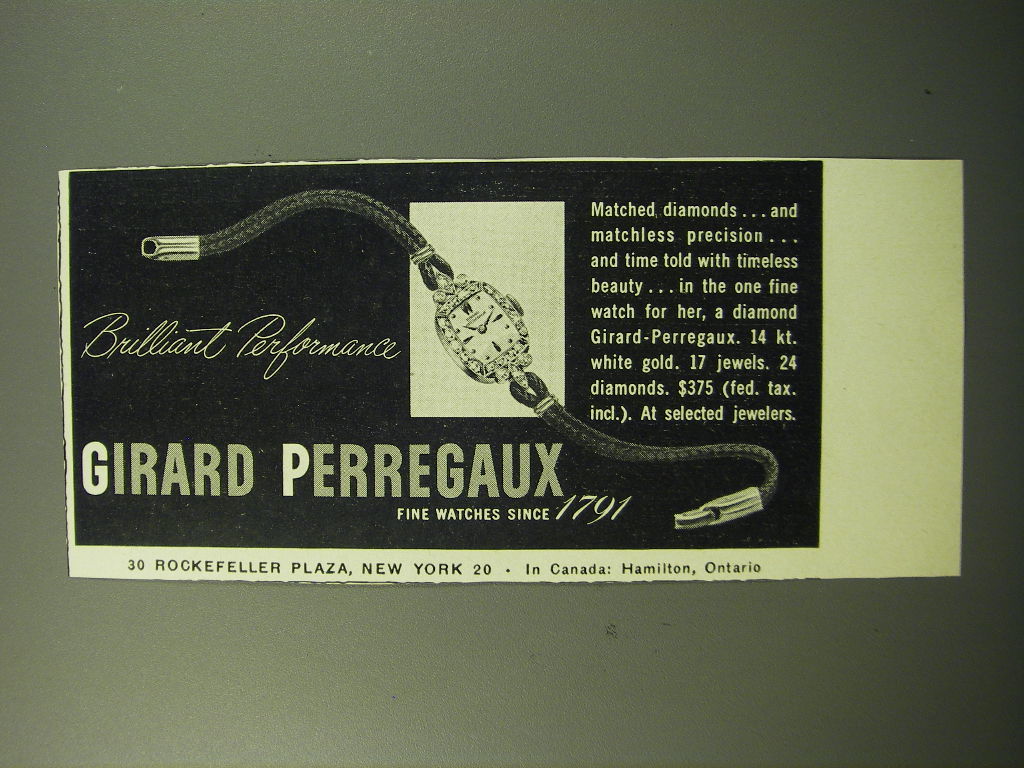 Brilliant Performance
Matched diamonds . . . and
matchless precision . . .
and time told with timeless
beauty . . . in the one fine
watch for her, a diamond
Girard-Perregaux. 14 kt.
white gold. 17 jewels. 24
diamonds. $375 (fed. tax.
incl.). At selected jewelers.
GIRARD PERREGAUX
FINE WATCHES SINCE 1791
30 ROCKEFELLER PLAZA, NEW YORK 20 · In Canada: Hamilton, Ontario